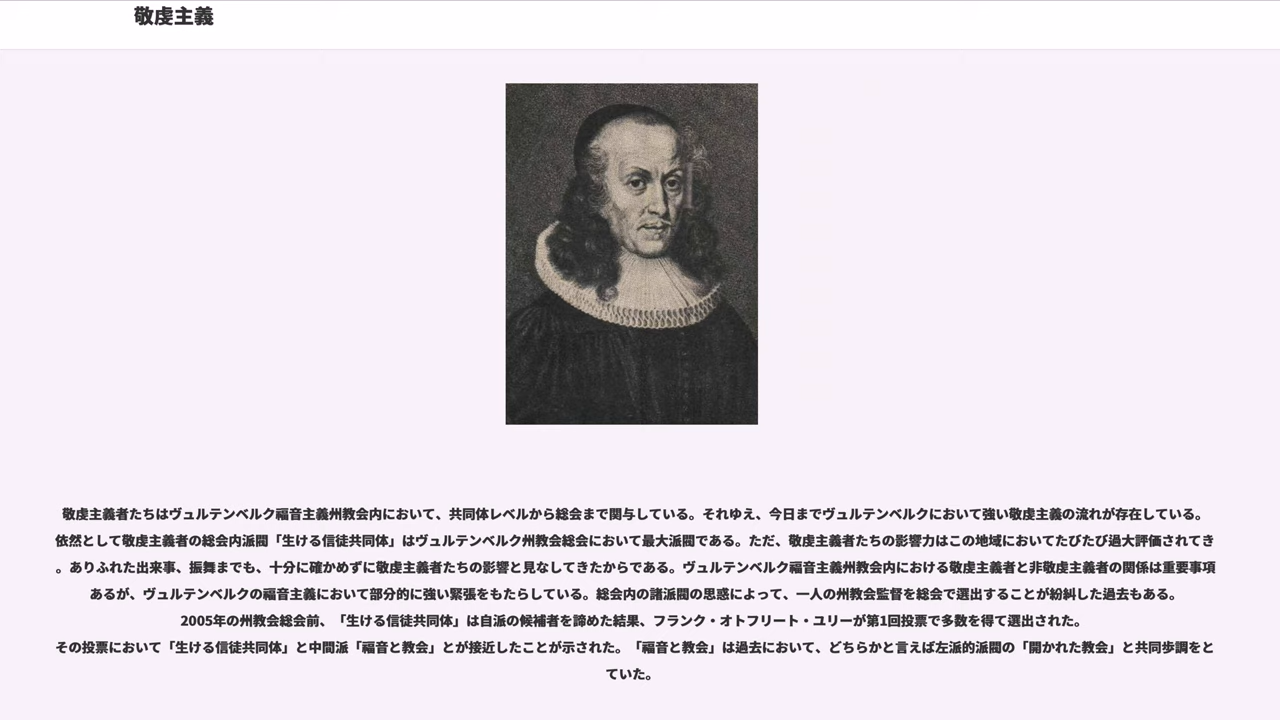 敬虔主義
敬虔主義者たちはヴュルテンベルク福音主義州教会内において、共同体レベルから総会まで関与している。それゆえ、今日までヴュルテンベルクにおいて強い敬虔主義の流れが存在している。
依然として敬虔主義者の総会内派閥「生ける信徒共同体」はヴュルテンベルク州教会総会において最大派閥である。ただ、敬虔主義者たちの影響力はこの地域においてたびたび過大評価されてき
。ありふれた出来事、振舞までも、十分に確かめずに敬虔主義者たちの影響と見なしてきたからである。ヴュルテンベルク福音主義州教会内における敬虔主義者と非敬虔主義者の関係は重要事項
あるが、ヴュルテンベルクの福音主義において部分的に強い緊張をもたらしている。総会内の諸派閥の思惑によって、一人の州教会監督を総会で選出することが紛糾した過去もある。
2005年の州教会総会前、「生ける信徒共同体」は自派の候補者を諦めた結果、フランク・オトフリート・ユリーが第1回投票で多数を得て選出された。
その投票において「生ける信徒共同体」と中間派「福音と教会」とが接近したことが示された。「福音と教会」は過去において、どちらかと言えば左派的派閥の「開かれた教会」と共同歩調をと
ていた。